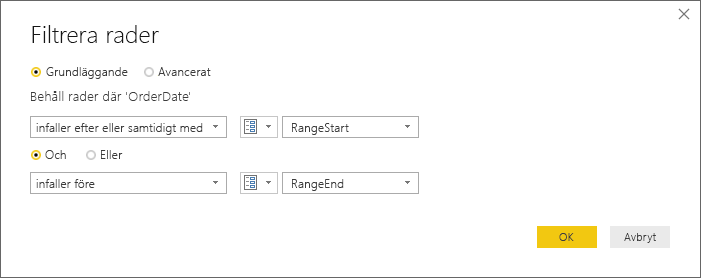 Filtrera rader
Grundläggande Avancerat
Behåll rader där 'OrderDate'
infaller efter eller samtidigt med RangeStart
Och Eller
infaller före RangeEnd
OK Avbryt